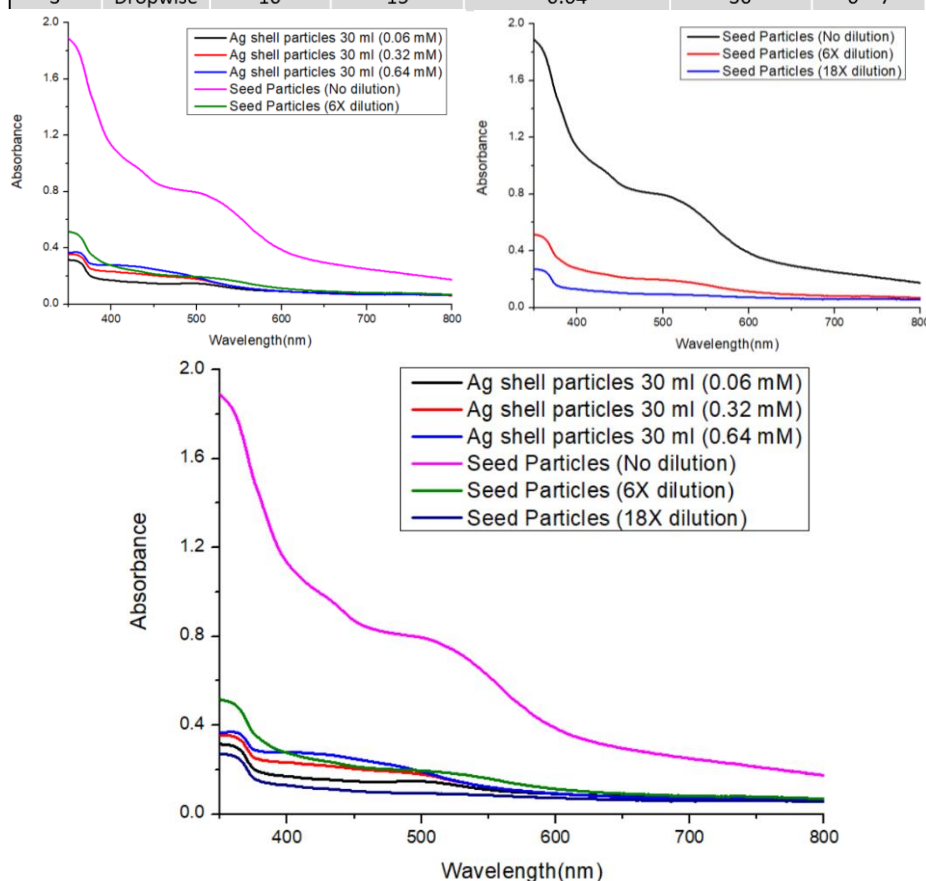 Dropwise
2.0
1.6
1.2
0.8
0.4
0.0
Absorbance
400 500 600 700 800
Wavelength(nm)
Ag shell particles 30 ml (0.06 mM)
Ag shell particles 30 ml (0.32 mM)
Ag shell particles 30 ml (0.64 mM)
Seed Particles (No dilution)
Seed Particles (6X dilution)
2.0
1.6
1.2
0.8
0.4
0.0
Absorbance
400 500 600 700 800
Wavelength(nm)
Seed Particles (No dilution)
Seed Particles (6X dilution)
Seed Particles (18X dilution)
2.0
1.6
1.2
0.8
0.4
0.0
Absorbance
400 500 600 700 800
Wavelength(nm)
Ag shell particles 30 ml (0.06 mM)
Ag shell particles 30 ml (0.32 mM)
Ag shell particles 30 ml (0.64 mM)
Seed Particles (No dilution)
Seed Particles (6X dilution)
Seed Particles (18X dilution)